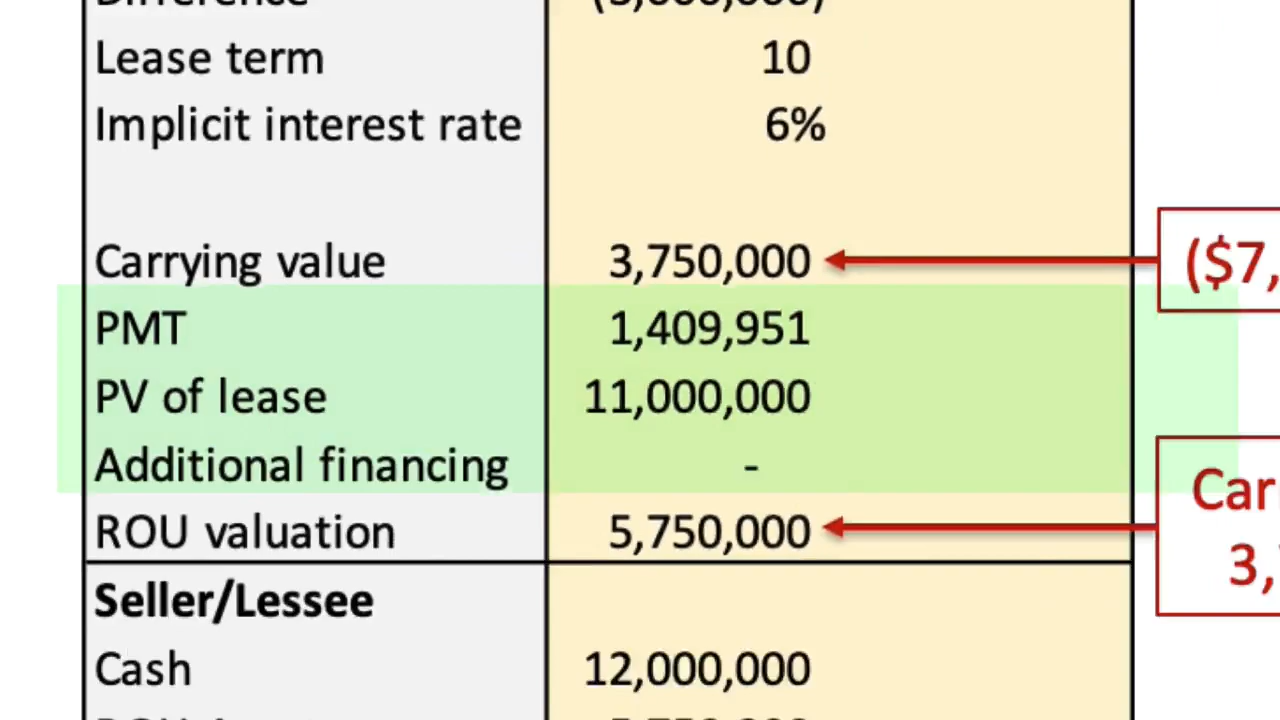 Difference
Lease term 10
Implicit interest rate 6%
Carrying value 3,750,000 ($7,
PMT 1,409,951
PV of lease 11,000,000
Additional financing -
Car
ROU valuation 5,750,000
3,
Seller/Lessee
Cash 12,000,000